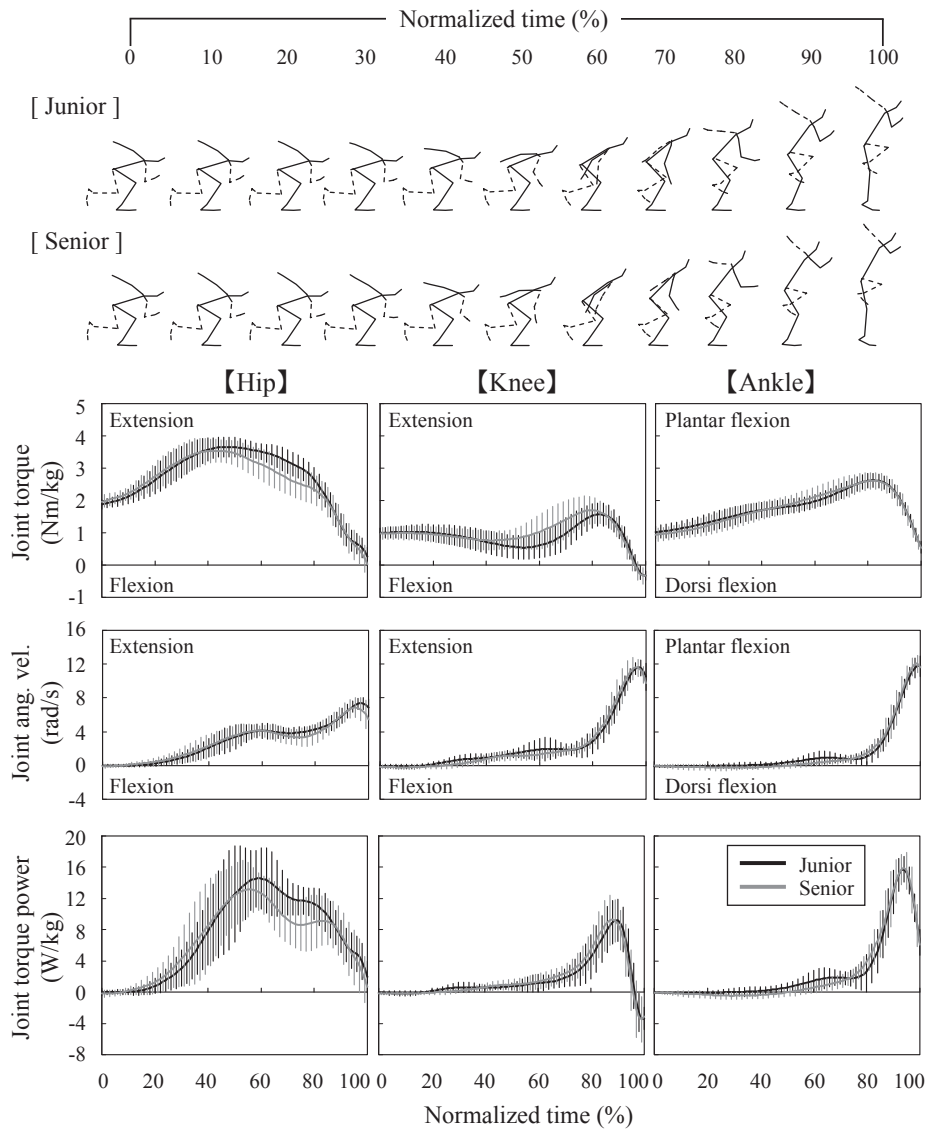 Normalized time (%)
0 10 20 30 40 50 60 70 80 90 100
[ Junior ]
[ Senior ]
【Hip】 【Knee】 【Ankle】
Joint torque
(Nm/kg)
5
4
3
2
1
0
-1
Extension
Flexion
Extension
Flexion
Plantar flexion
Dorsi flexion
Joint ang. vel.
(rad/s)
16
12
8
4
0
-4
Extension
Flexion
Extension
Flexion
Plantar flexion
Dorsi flexion
Joint torque power
(W/kg)
20
16
12
8
4
0
-4
-8
Junior
Senior
0 20 40 60 80 100 0 20 40 60 80 100 0 20 40 60 80 100
Normalized time (%)